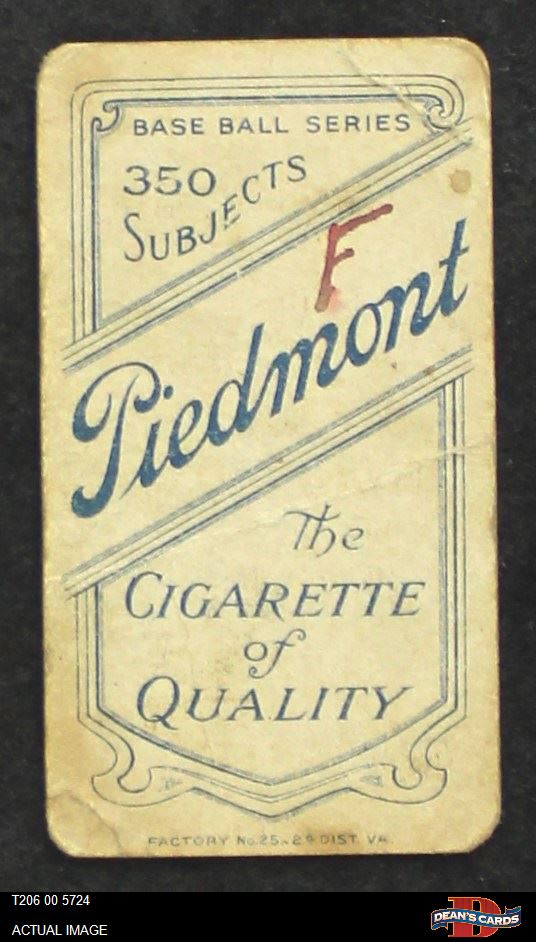 BASE BALL SERIES
350
SUBJECTS
F
Piedmont
The
CIGARETTE
of
QUALITY
FACTORY No. 25, 2D DIST. VA.
T206 00 5724
ACTUAL IMAGE
D
DEAN'S CARDS